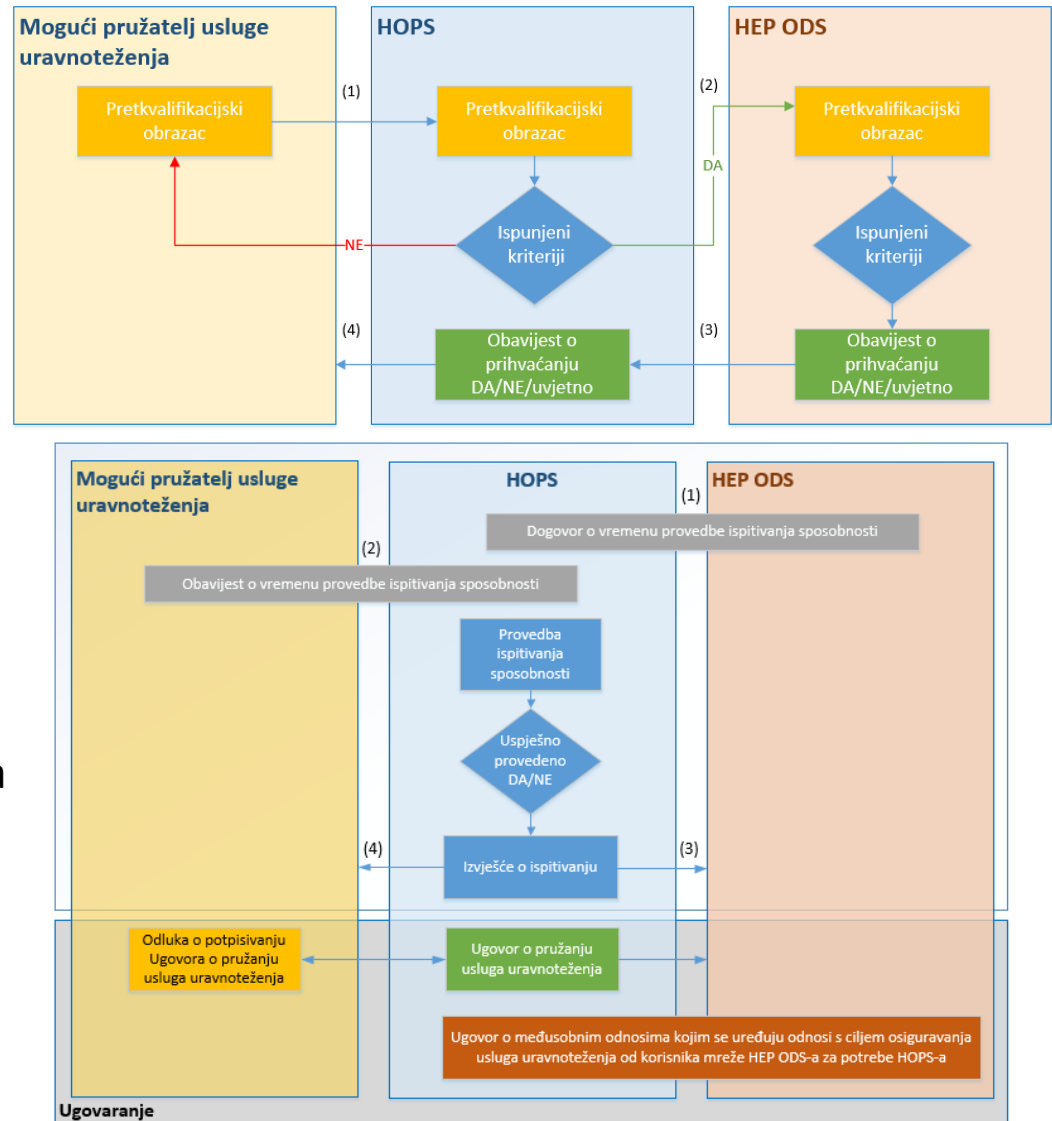 Mogući pružatelj usluge
uravnoteženja
HOPS
HEP ODS
(1)
(2)
Pretkvalifikacijski
obrazac
Pretkvalifikacijski
obrazac
Pretkvalifikacijski
obrazac
DA
Ispunjeni
kriteriji
Ispunjeni
kriteriji
NE
(4)
(3)
Obavijest o
prihvaćanju
DA/NE/uvjetno
Obavijest o
prihvaćanju
DA/NE/uvjetno
Mogući pružatelj usluge
uravnoteženja
HOPS
HEP ODS
(1)
Dogovor o vremenu provedbe ispitivanja sposobnosti
(2)
Obavijest o vremenu provedbe ispitivanja sposobnosti
Provedba
ispitivanja
sposobnosti
Uspješno
provedeno
DA/NE
(4)
(3)
Izvješće o ispitivanju
Odluka o potpisivanju
Ugovora o pružanju
usluga uravnoteženja
Ugovor o pružanju
usluga uravnoteženja
Ugovor o međusobnim odnosima kojim se uređuju odnosi s ciljem osiguravanja
usluga uravnoteženja od korisnika mreže HEP ODS-a za potrebe HOPS-a
Ugovaranje